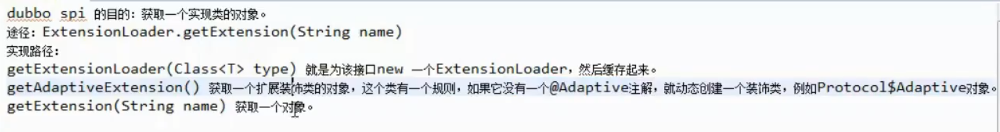 dubbo spi 的目的：获取一个实现类的对象。
途径：ExtensionLoader.getExtension(String name)
实现路径：
getExtensionLoader(Class<T> type) 就是为该接口new 一个ExtensionLoader，然后缓存起来。
getAdaptiveExtension() 获取一个扩展装饰类的对象，这个类有一个规则，如果它没有一个@Adaptive注解，就动态创建一个装饰类，例如Protocol$Adaptive对象。
getExtension(String name) 获取一个对象。